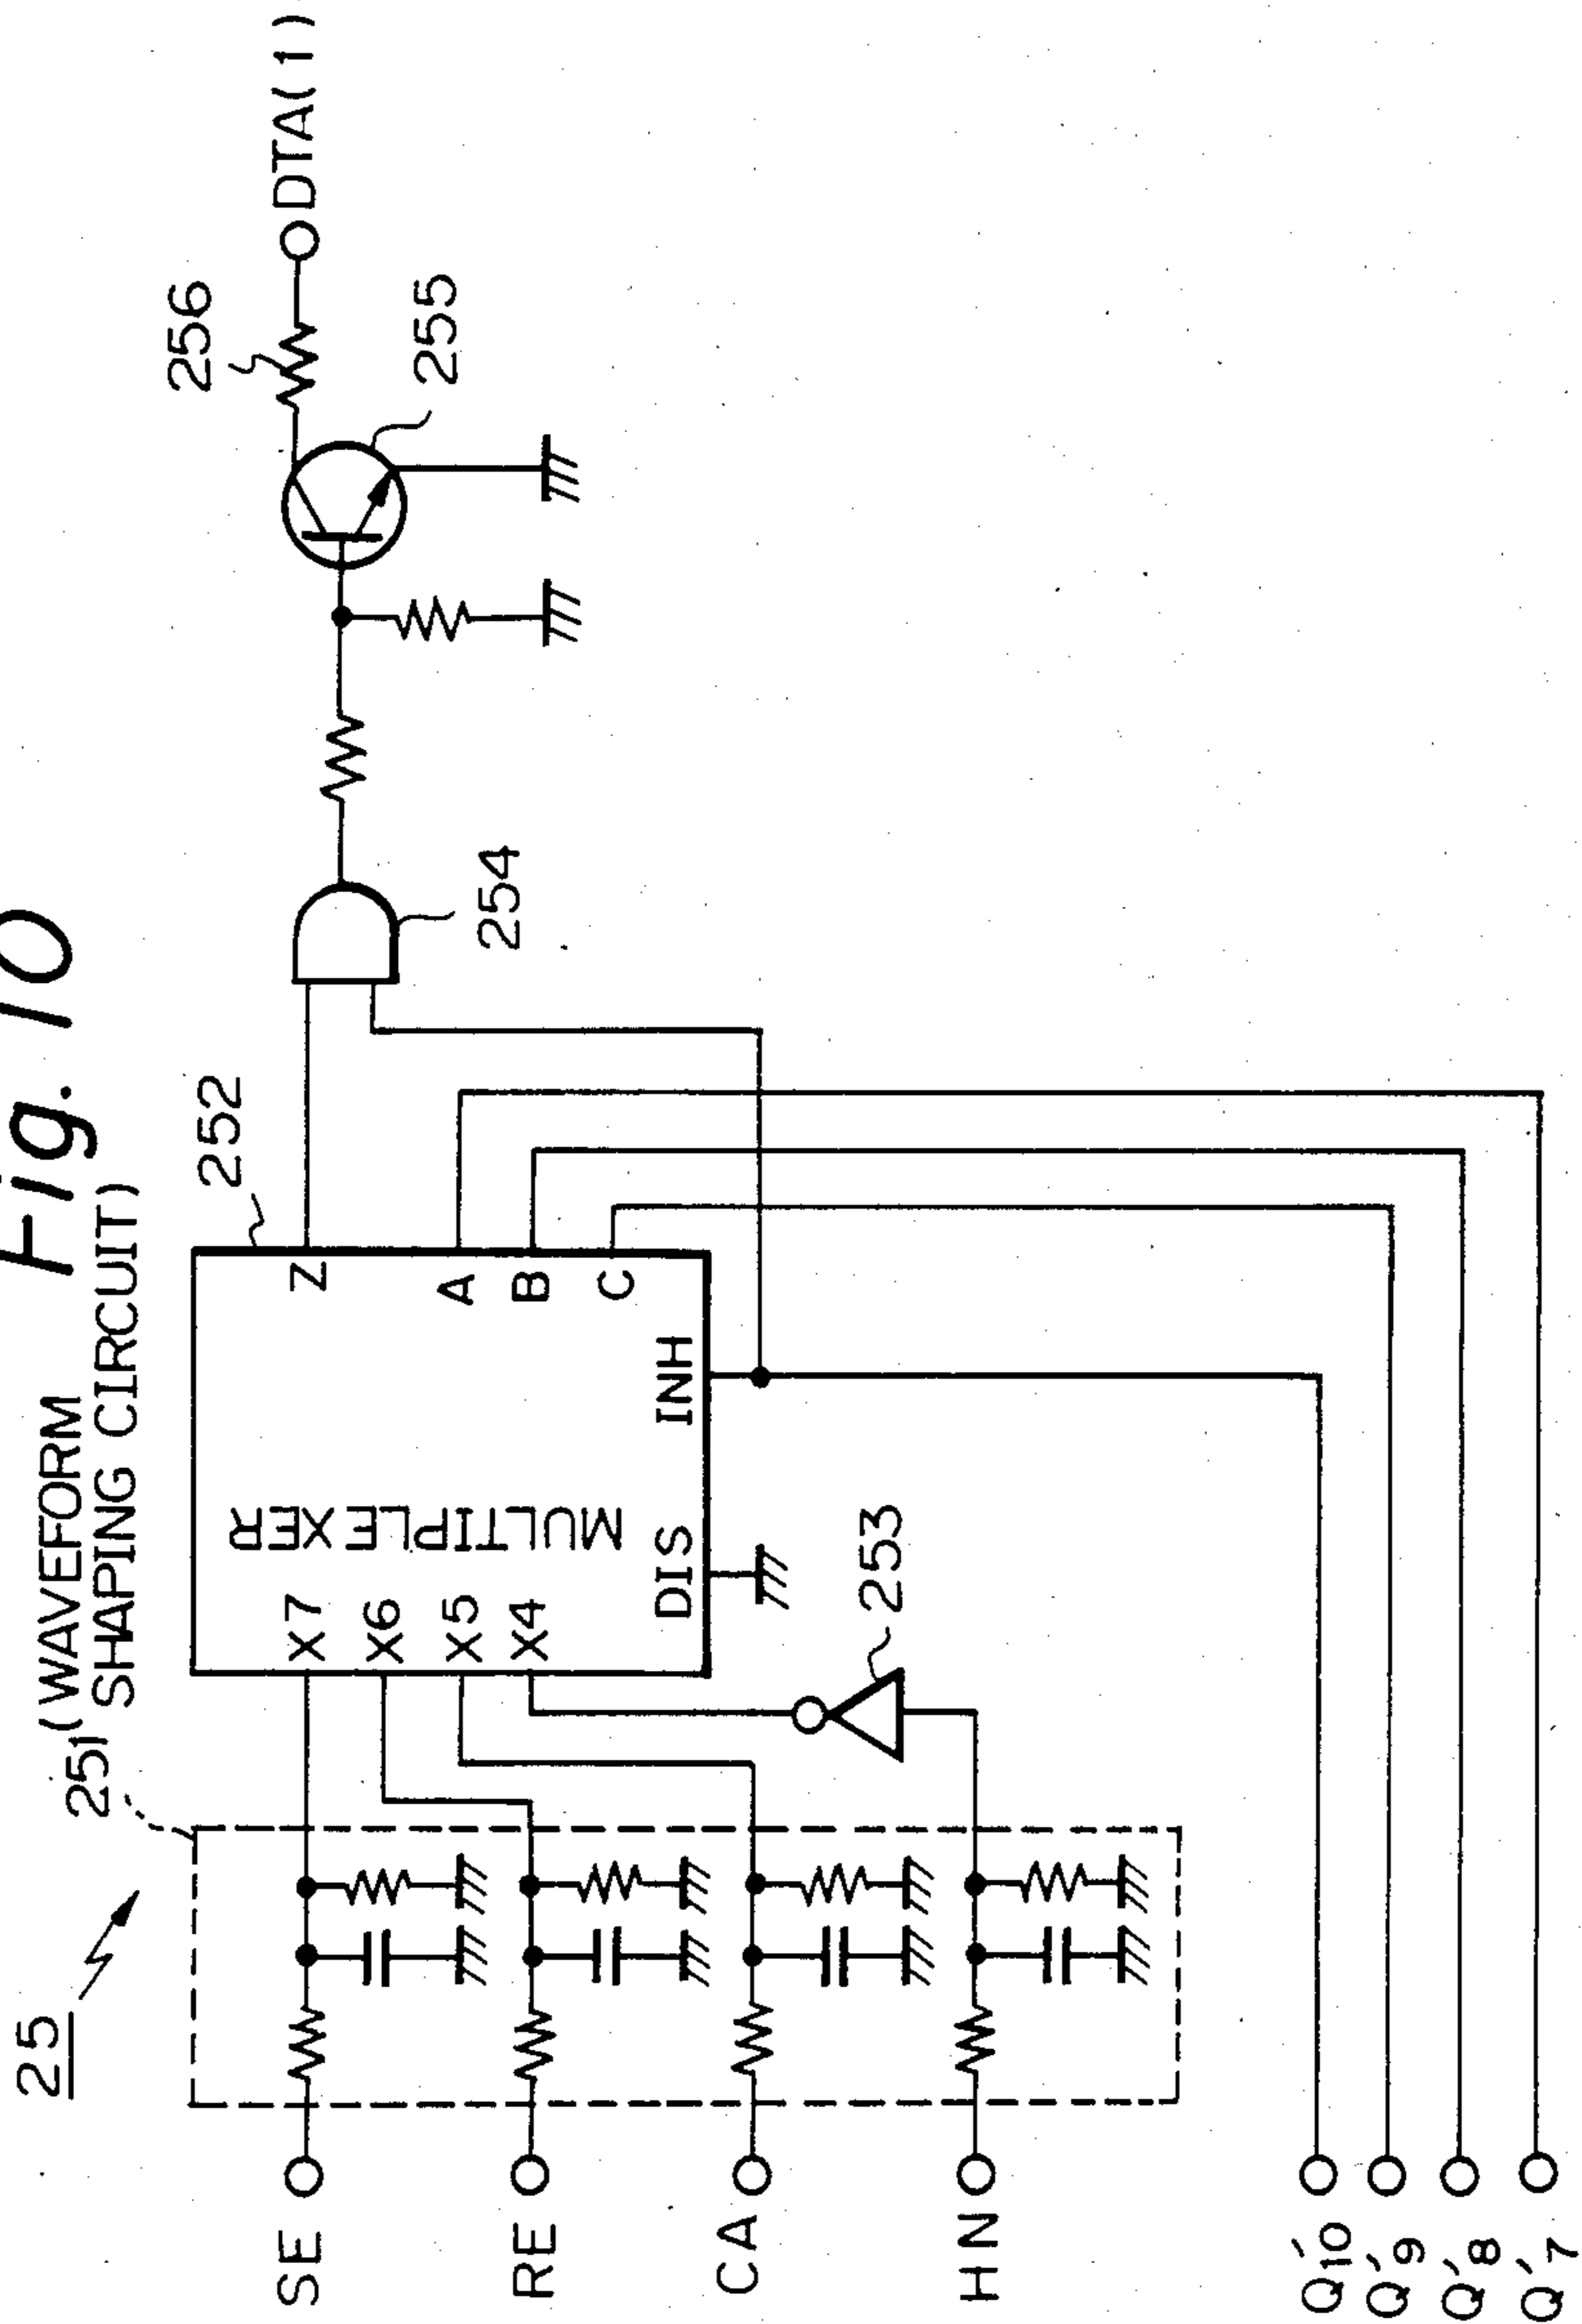 Fig. 10
25
251 (WAVEFORM
SHAPING CIRCUIT)
252
256
DTA(1)
255
254
SE
RE
CA
HN
X7
X6
X5
X4
MULTIPLEXER
Z
A
B
C
DIS
INH
253
Q'10
Q'9
Q'8
Q'7